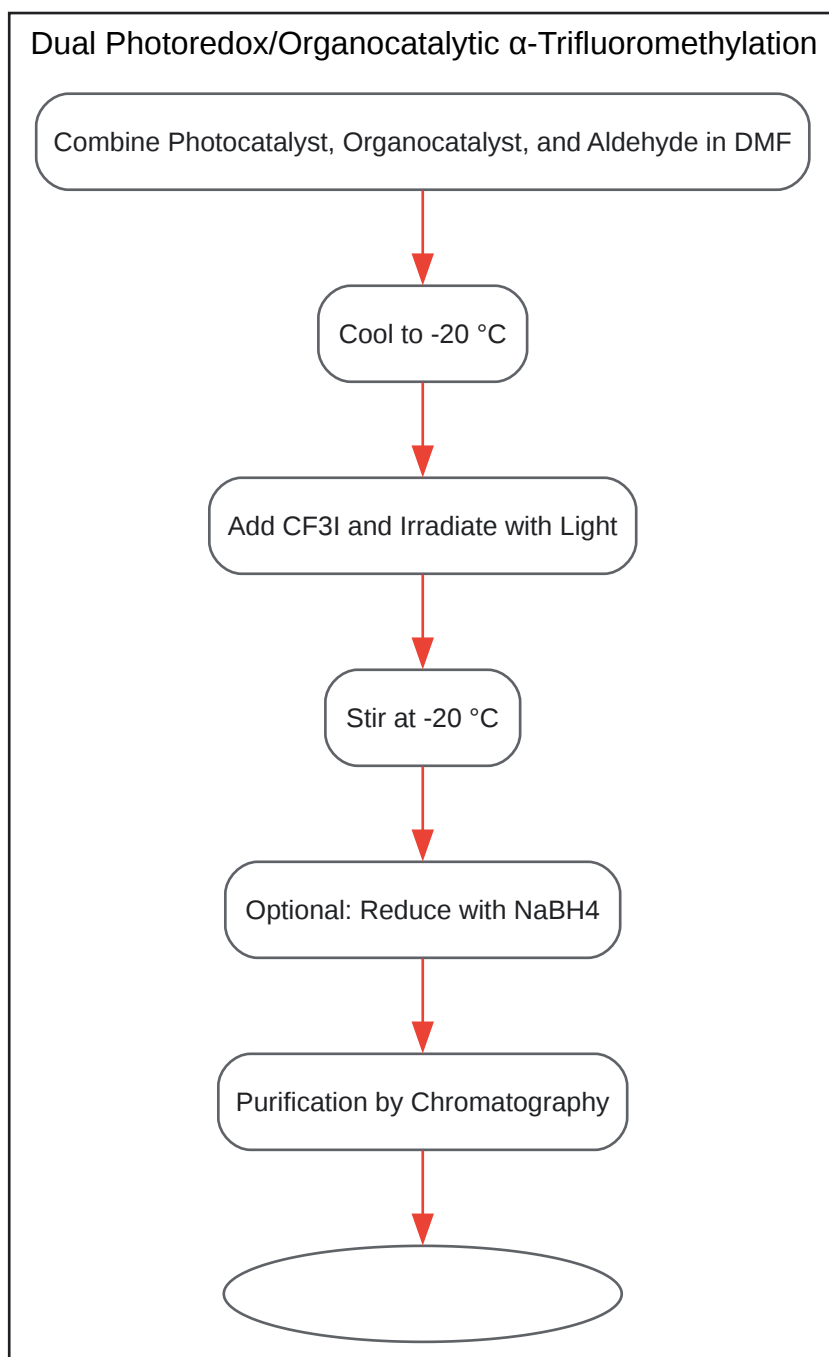 Dual Photoredox/Organocatalytic α-Trifluoromethylation
Combine Photocatalyst, Organocatalyst, and Aldehyde in DMF
Cool to -20 °C
Add CF3I and Irradiate with Light
Stir at -20 °C
Optional: Reduce with NaBH4
Purification by Chromatography